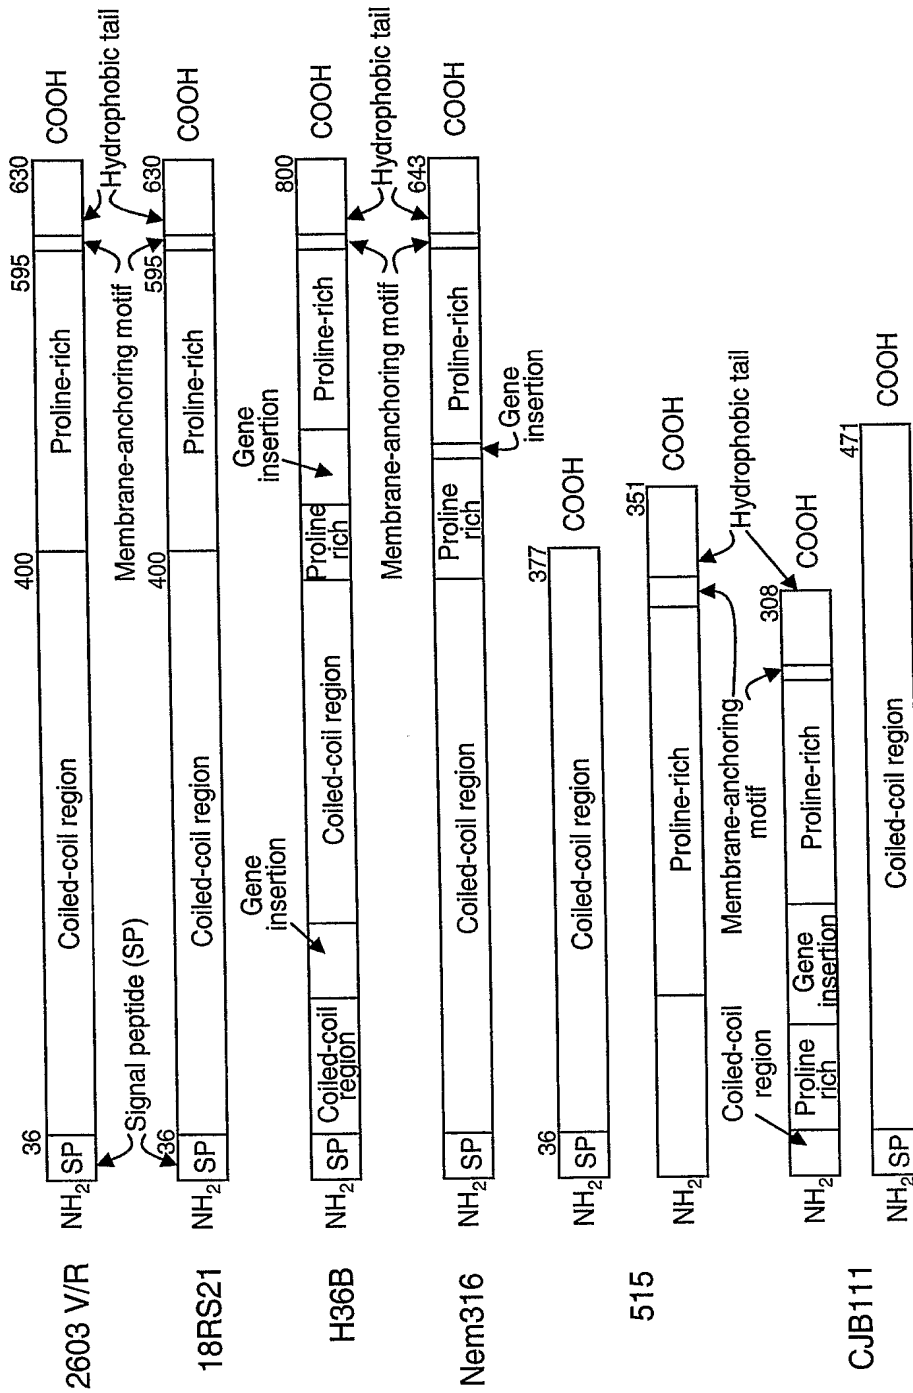 2603 V/R
NH2
SP
36
Signal peptide (SP)
Coiled-coil region
400
Proline-rich
595
630
COOH
Hydrophobic tail
Membrane-anchoring motif
18RS21
NH2
SP
36
Coiled-coil region
400
Proline-rich
595
630
COOH
H36B
NH2
SP
Coiled-coil
region
Gene
insertion
Coiled-coil region
Proline
rich
Gene
insertion
Proline-rich
800
COOH
Hydrophobic tail
Membrane-anchoring motif
Nem316
NH2
SP
Coiled-coil region
Proline
rich
Gene
insertion
Proline-rich
643
COOH
515
NH2
SP
36
Coiled-coil region
377
COOH
NH2
Proline-rich
351
COOH
Hydrophobic tail
Membrane-anchoring
motif
CJB111
Coiled-coil
region
NH2
Proline
rich
Gene
insertion
Proline-rich
308
COOH
NH2
SP
Coiled-coil region
471
COOH